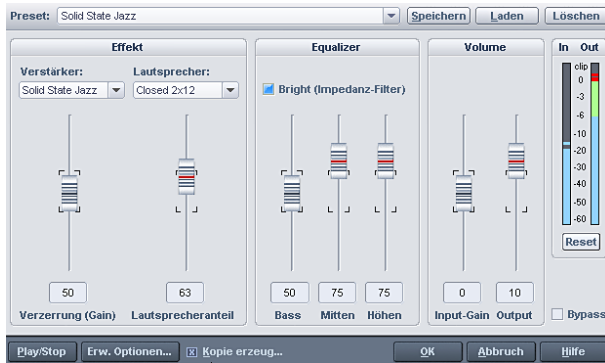 Preset: Solid State Jazz Speichern Laden Löschen
Effekt Equalizer Volume In Out
Verstärker: Lautsprecher:
Solid State Jazz Closed 2x12
Bright (Impedanz-Filter)
clip
0
-3
-6
-10
-20
-30
-40
-50
-60
Reset
50 63 50 75 75 0 10
Verzerrung (Gain) Lautsprecheranteil Bass Mitten Höhen Input-Gain Output Bypass
Play/Stop Erw. Optionen... Kopie erzeug... OK Abbruch Hilfe